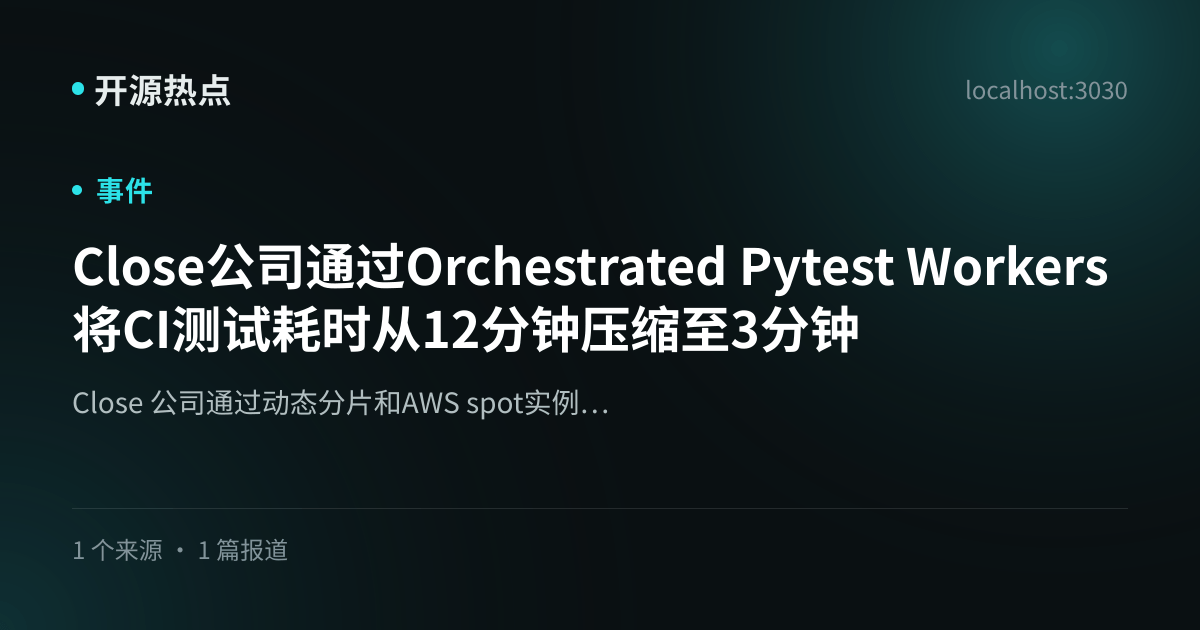 开源热点
localhost:3030
事件
Close公司通过Orchestrated Pytest Workers
将CI测试耗时从12分钟压缩至3分钟
Close 公司通过动态分片和AWS spot实例…
1 个来源 · 1 篇报道